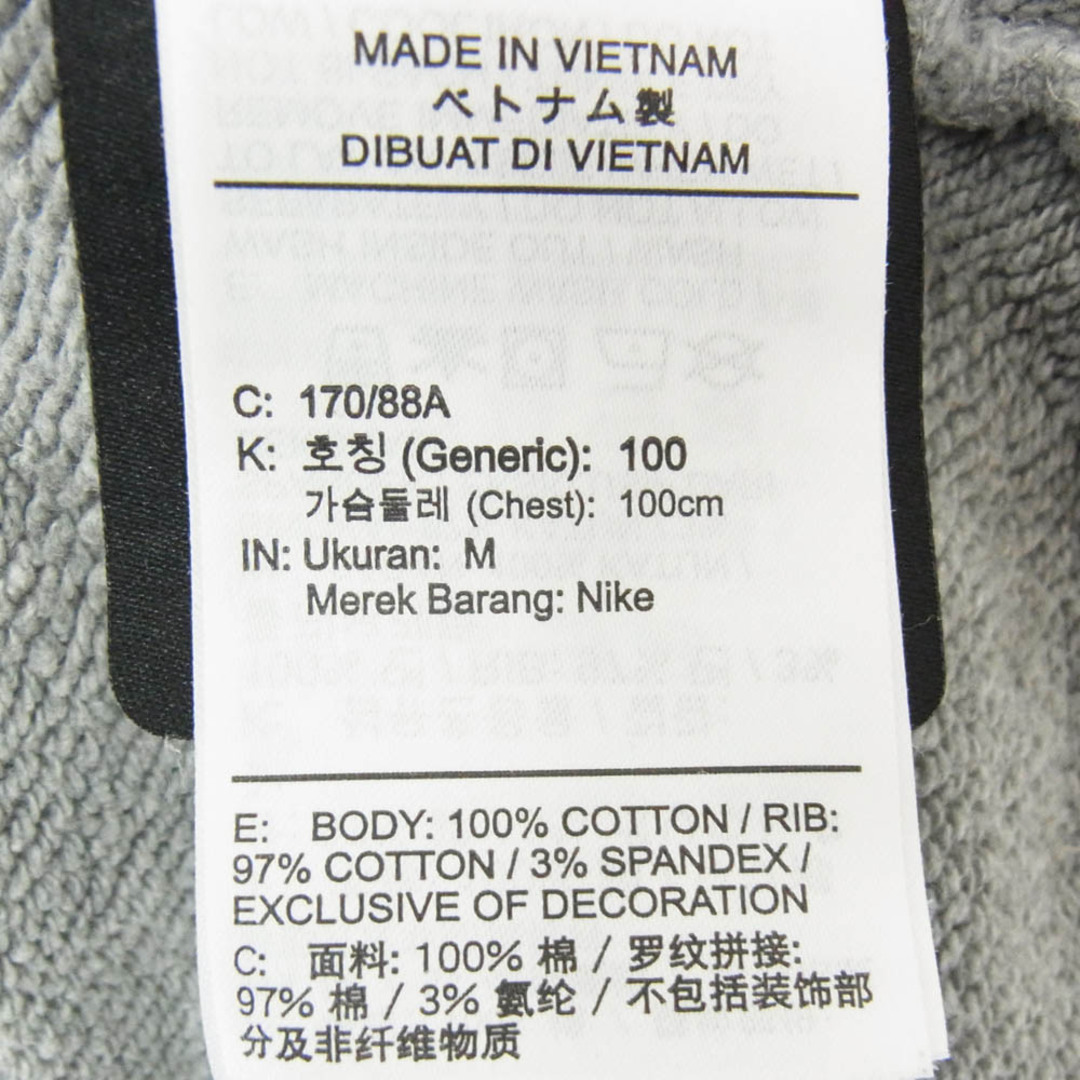 MADE IN VIETNAM
ベトナム製
DIBUAT DI VIETNAM
C: 170/88A
K: 호칭 (Generic): 100
가슴둘레 (Chest): 100cm
IN: Ukuran: M
Merek Barang: Nike
E: BODY: 100% COTTON / RIB:
97% COTTON / 3% SPANDEX /
EXCLUSIVE OF DECORATION
C: 面料: 100% 棉 / 罗纹拼接:
97% 棉 / 3% 氨纶 / 不包括装饰部
分及非纤维物质